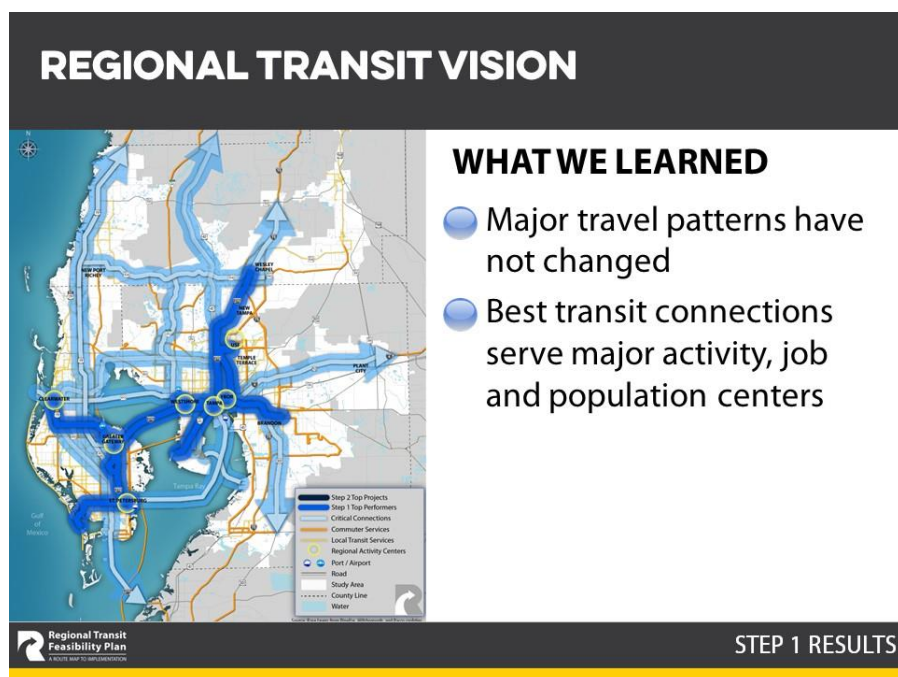 REGIONAL TRANSIT VISION
N
NEW PORT
RICHEY
WESLEY
CHAPEL
NEW
TAMPA
USF
TEMPLE
TERRACE
PLANT
CITY
CLEARWATER
WESTSHORE
TAMPA
BRANDON
GREATER
GATEWAY
ST. PETERSBURG
Tampa Bay
Gulf
of
Mexico
Step 2 Top Projects
Step 1 Top Performers
Critical Connections
Commuter Services
Local Transit Services
Regional Activity Centers
Port / Airport
Road
Study Area
County Line
Water
WHAT WE LEARNED
Major travel patterns have
not changed
Best transit connections
serve major activity, job
and population centers
Regional Transit
Feasibility Plan
A ROUTE MAP TO IMPLEMENTATION
STEP 1 RESULTS